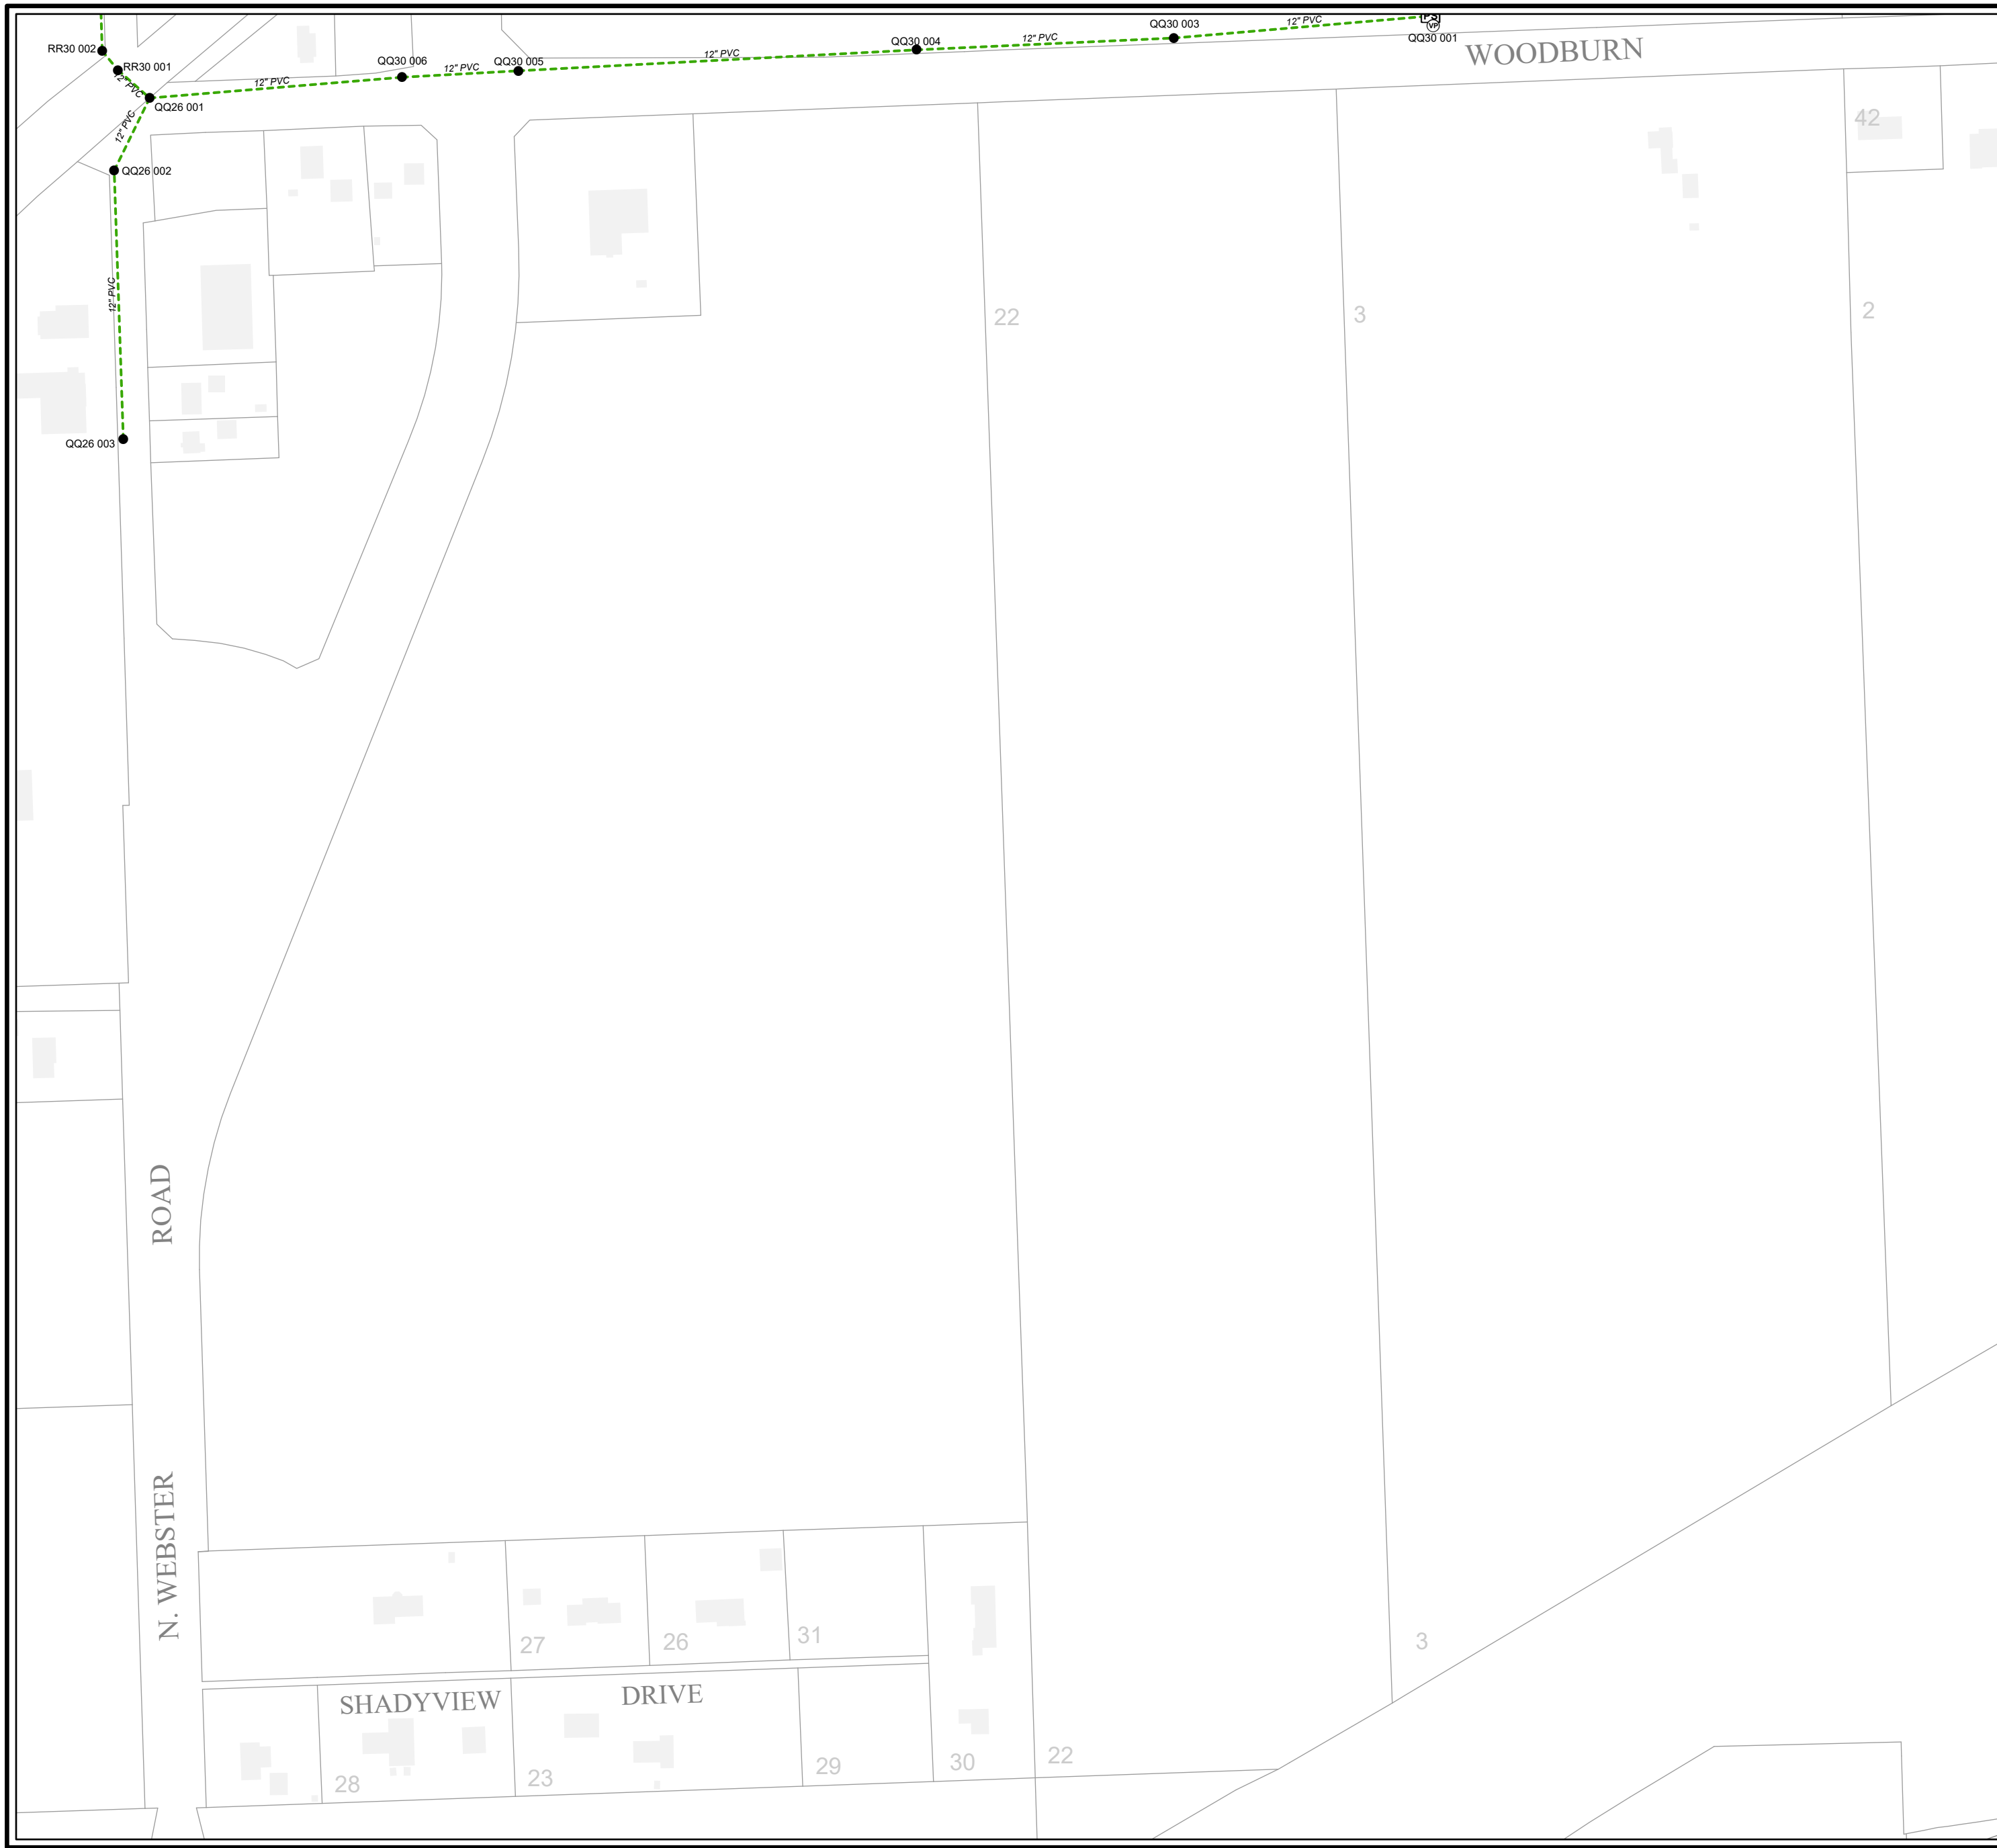 PS
VP
12" PVC
QQ30 003
QQ30 001
WOODBURN
RR30 002
QQ30 004
12" PVC
12" PVC
QQ30 006
12" PVC
QQ30 005
RR30 001
12" PVC
12" PVC
QQ26 001
12" PVC
42
QQ26 002
12" PVC
22
3
2
QQ26 003
ROAD
N. WEBSTER
27
26
31
3
SHADYVIEW
DRIVE
28
23
29
30
22